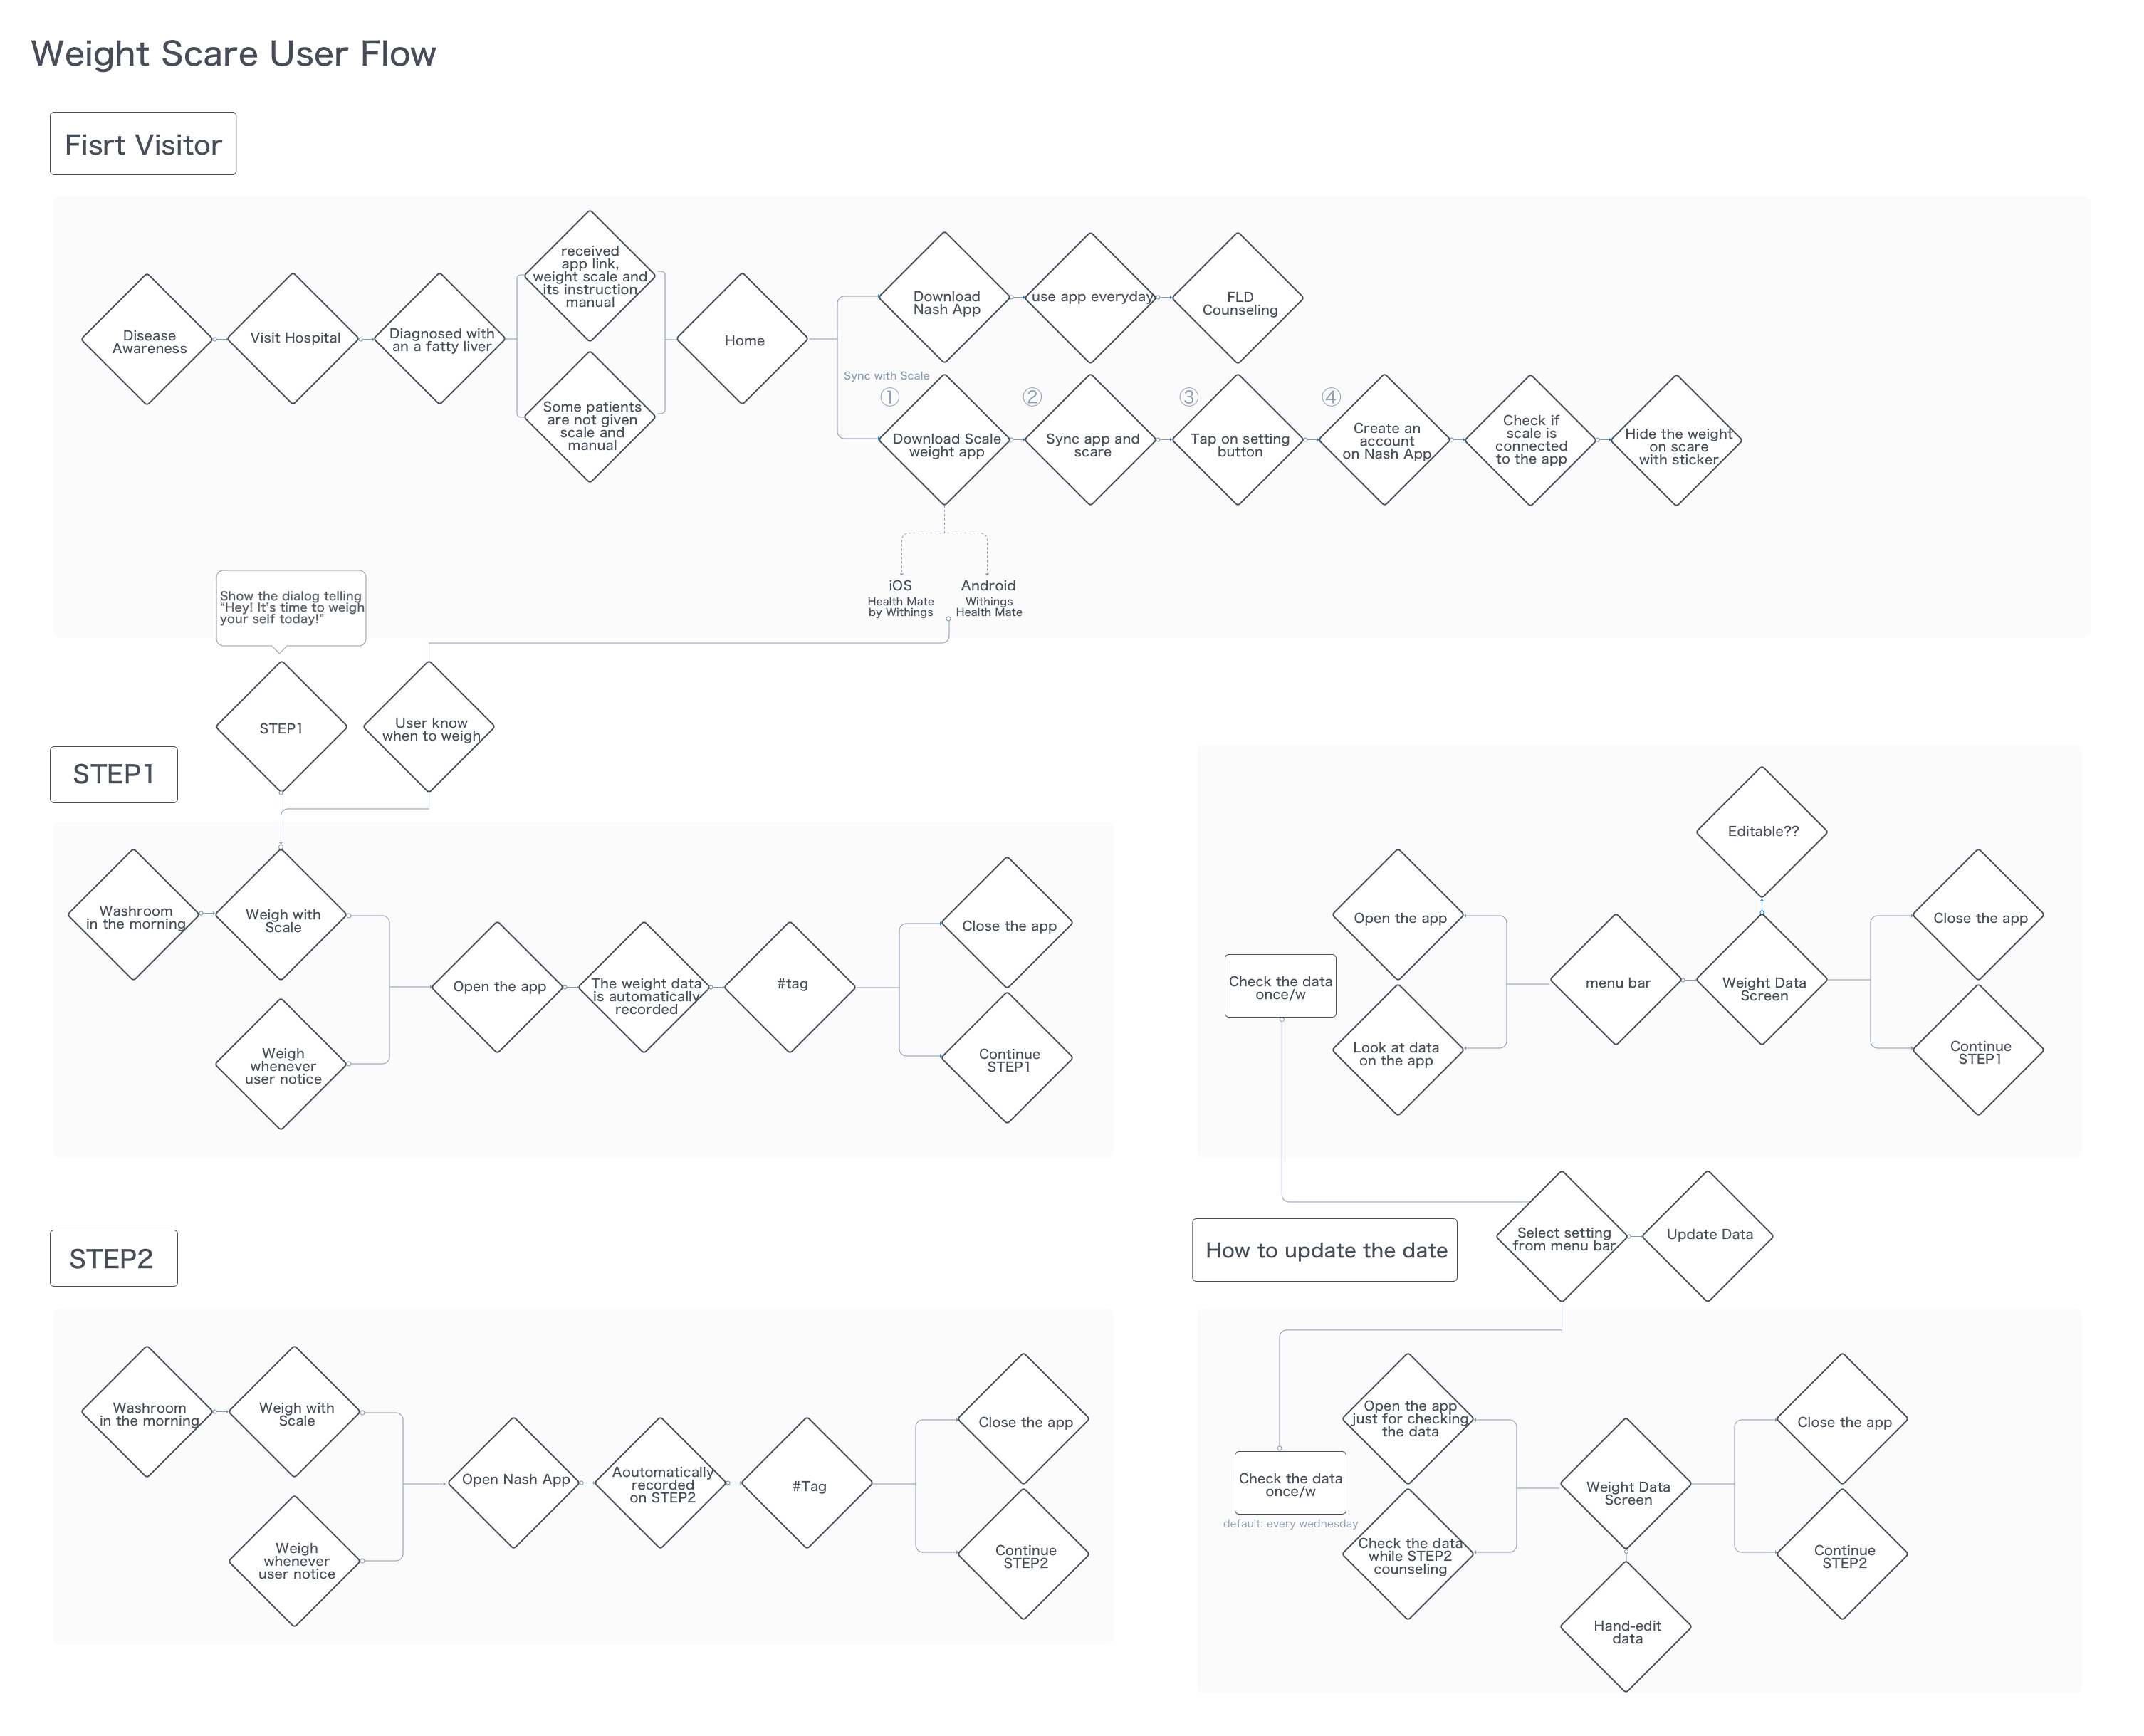 Weight Scare User Flow
Fisrt Visitor
Disease
Awareness
Visit Hospital
Diagnosed with
an a fatty liver
received
app link,
weight scale and
its instruction
manual
Some patients
are not given
scale and
manual
Home
Download
Nash App
use app everyday
FLD
Counseling
Sync with Scale
①
Download Scale
weight app
②
Sync app and
scare
③
Tap on setting
button
④
Create an
account
on Nash App
Check if
scale is
connected
to the app
Hide the weight
on scare
with sticker
iOS
Health Mate
by Withings
Android
Withings
Health Mate
Show the dialog telling
“Hey! It’s time to weigh
your self today!”
STEP1
User know
when to weigh
STEP1
Washroom
in the morning
Weigh with
Scale
Weigh
whenever
user notice
Open the app
The weight data
is automatically
recorded
#tag
Close the app
Continue
STEP1
Check the data
once/w
Open the app
Look at data
on the app
menu bar
Editable??
Weight Data
Screen
Close the app
Continue
STEP1
How to update the date
Select setting
from menu bar
Update Data
STEP2
Washroom
in the morning
Weigh with
Scale
Weigh
whenever
user notice
Open Nash App
Aoutomatically
recorded
on STEP2
#Tag
Close the app
Continue
STEP2
Check the data
once/w
default: every wednesday
Open the app
just for checking
the data
Check the data
while STEP2
counseling
Weight Data
Screen
Hand-edit
data
Close the app
Continue
STEP2